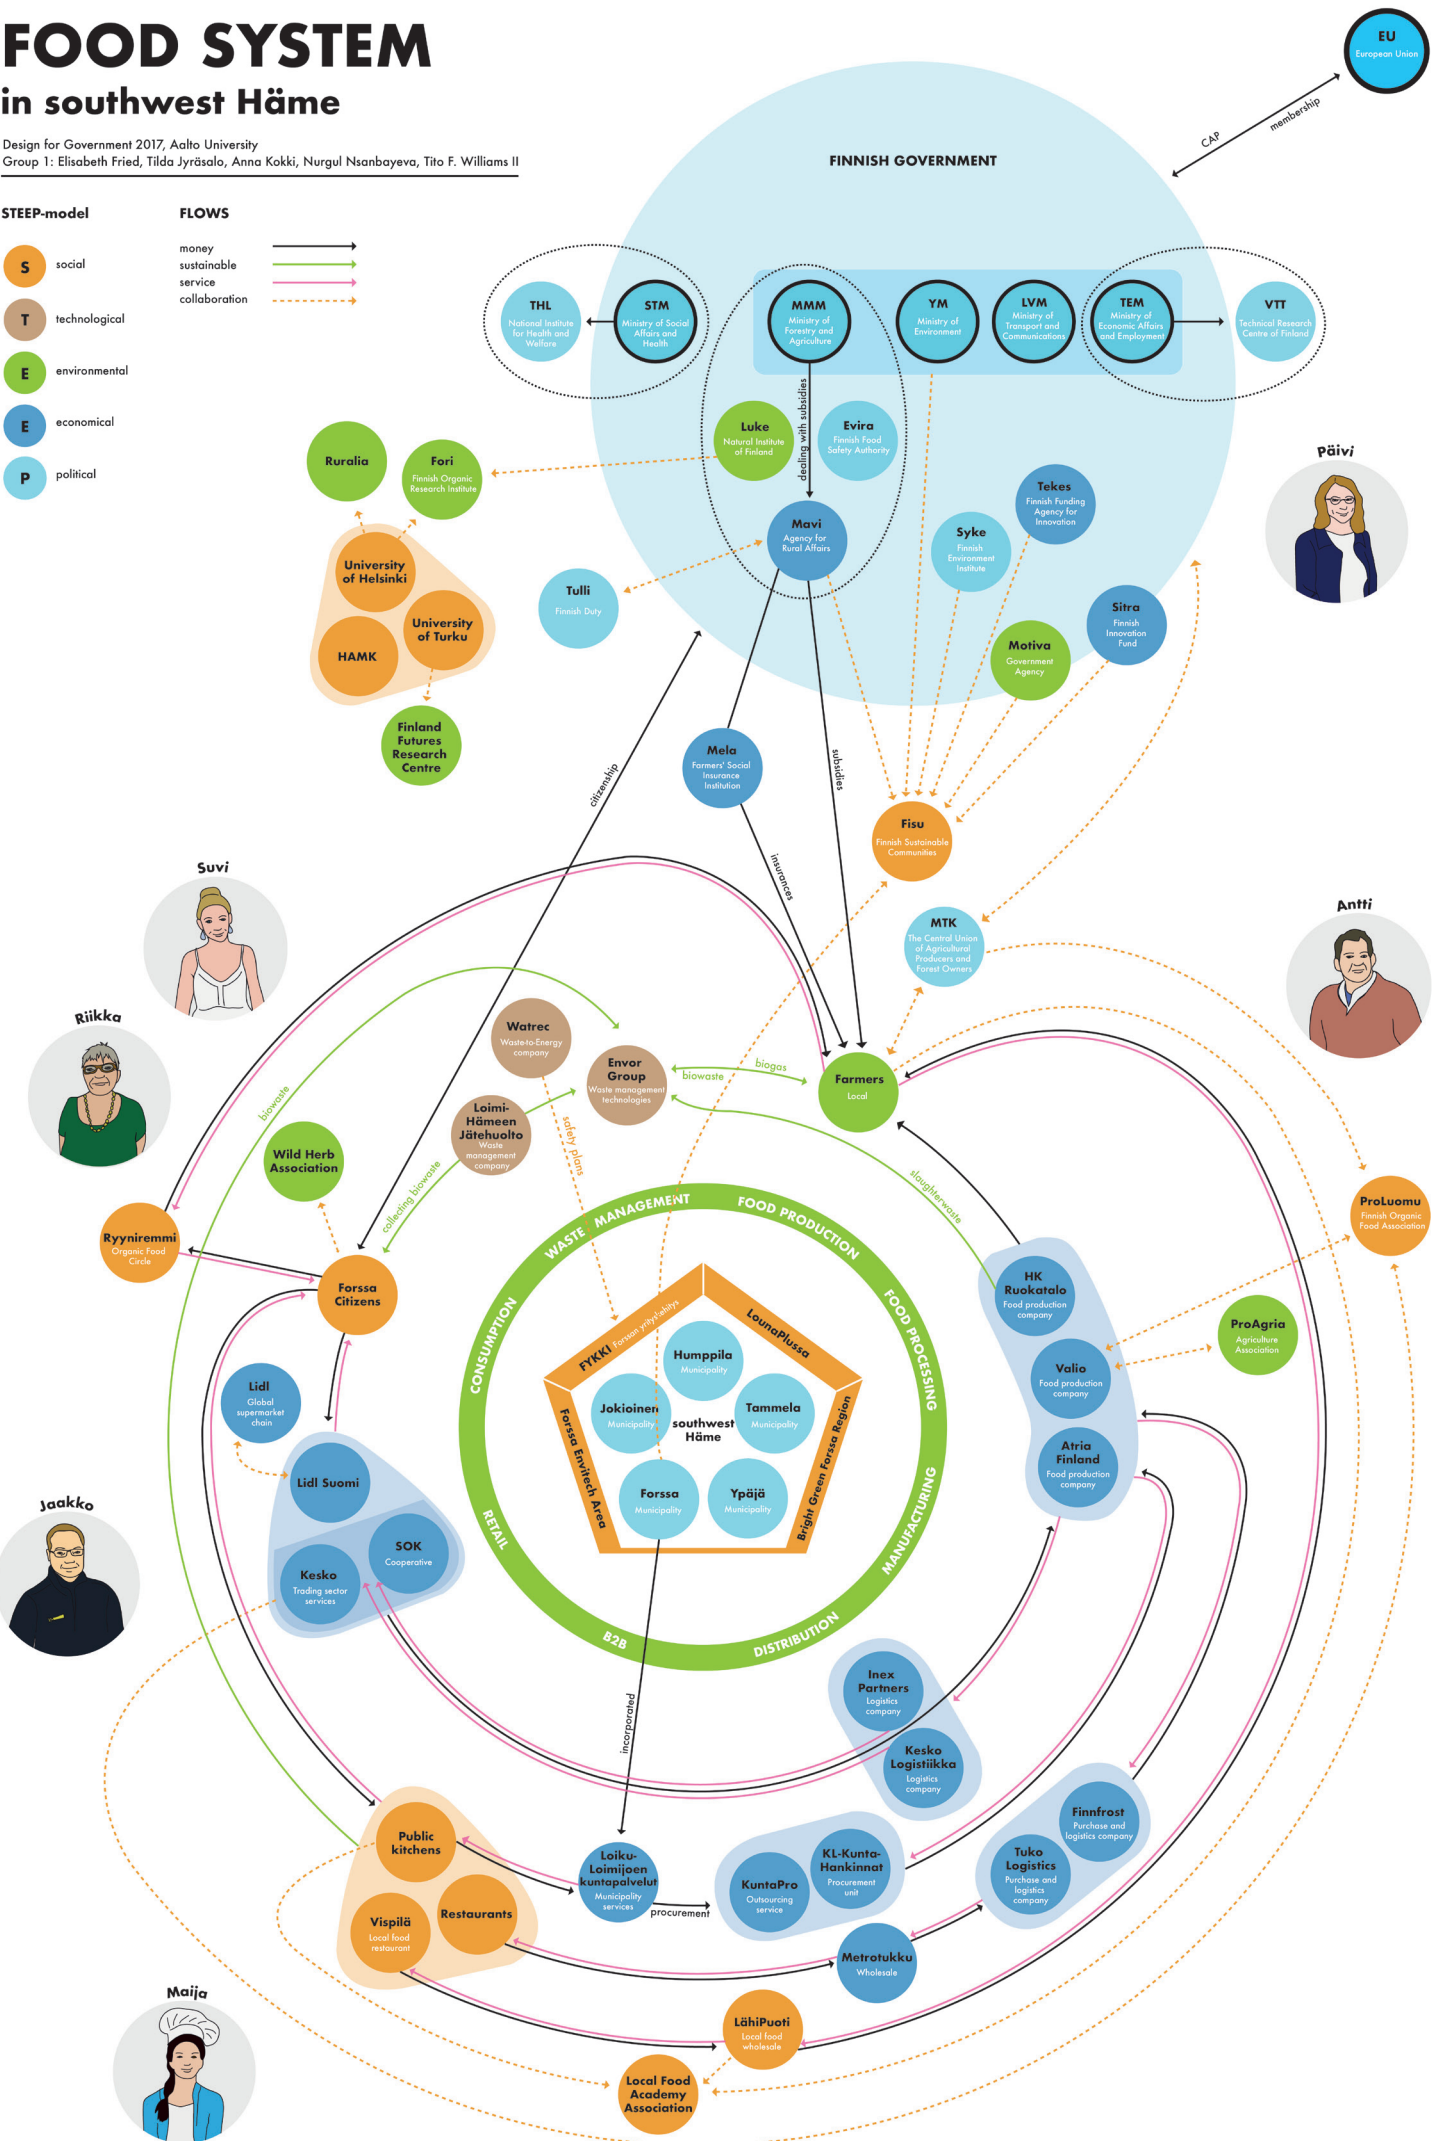 FOOD SYSTEM
in southwest Häme
Design for Government 2017, Aalto University
Group 1: Elisabeth Fried, Tilda Jyräsalo, Anna Kokki, Nurgul Nsanbayeva, Tito F. Williams II
STEEP-model
S
social
T
technological
E
environmental
E
economical
P
political
FLOWS
money
sustainable
service
collaboration
EU
European Union
CAP
membership
FINNISH GOVERNMENT
THL
National Institute
for Health and
Welfare
STM
Ministry of Social
Affairs and
Health
MMM
Ministry of
Forestry and
Agriculture
YM
Ministry of
Environment
LVM
Ministry of
Transport and
Communications
TEM
Ministry of
Economic Affairs
and Employment
VTT
Technical Research
Centre of Finland
dealing with subsidies
Luke
Natural Institute
of Finland
Evira
Finnish Food
Safety Authority
Ruralia
Fori
Finnish Organic
Research Institute
Mavi
Agency for
Rural Affairs
Tekes
Finnish Funding
Agency for
Innovation
Syke
Finnish
Environment
Institute
Päivi
University
of Helsinki
University
of Turku
HAMK
Tulli
Finnish Duty
Sitra
Finnish
Innovation
Fund
Motiva
Government
Agency
Finland
Futures
Research
Centre
Mela
Farmers' Social
Insurance
Institution
citizenship
subsidies
insurances
Fisu
Finnish Sustainable
Communities
Suvi
MTK
The Central Union
of Agricultural
Producers and
Forest Owners
Antti
Riikka
Watrec
Waste-to-Energy
company
Envor
Group
Waste management
technologies
biogas
biowaste
Farmers
Local
biowaste
Loimi-
Hämeen
Jätehuolto
Waste
management
company
safety plans
Wild Herb
Association
collecting biowaste
slaughterwaste
Ryyniremmi
Organic Food
Circle
Forssa
Citizens
ProLuomu
Finnish Organic
Food Association
WASTE MANAGEMENT
FOOD PRODUCTION
FOOD PROCESSING
MANUFACTURING
DISTRIBUTION
B2B
RETAIL
CONSUMPTION
FYKKI Forssan yrityskehitys
LounaPlussa
Bright Green Forssa Region
Forssa Envitech Area
Humppila
Municipality
Jokioinen
Municipality
Tammela
Municipality
southwest
Häme
Forssa
Municipality
Ypäjä
Municipality
HK
Ruokatalo
Food production
company
Valio
Food production
company
Atria
Finland
Food production
company
ProAgria
Agriculture
Association
Lidl
Global
supermarket
chain
Lidl Suomi
SOK
Cooperative
Kesko
Trading sector
services
Jaakko
incorporated
Inex
Partners
Logistics
company
Kesko
Logistiikka
Logistics
company
Public
kitchens
Vispilä
Local food
restaurant
Restaurants
Loiku-
Loimijoen
kuntapalvelut
Municipality
services
procurement
KuntaPro
Outsourcing
service
KL-Kunta-
Hankinnat
Procurement
unit
Finnfrost
Purchase and
logistics company
Tuko
Logistics
Purchase and
logistics
company
Metrotukku
Wholesale
LähiPuoti
Local food
wholesale
Local Food
Academy
Association
Maija